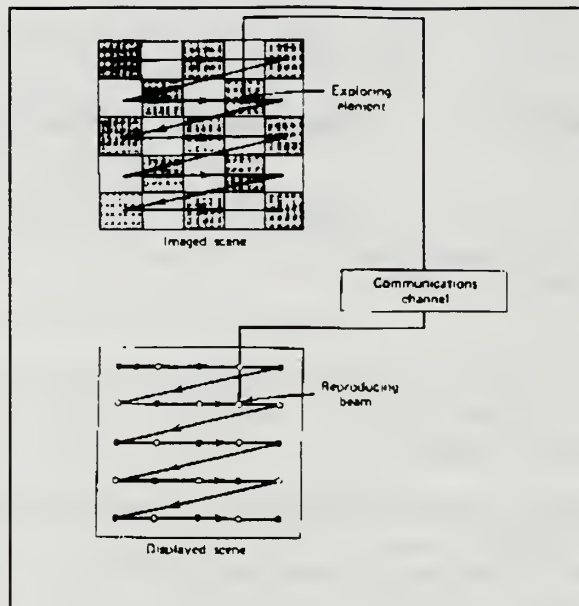 Exploring
element
Imaged scene
Communications
channel
Reproducing
beam
Displayed scene